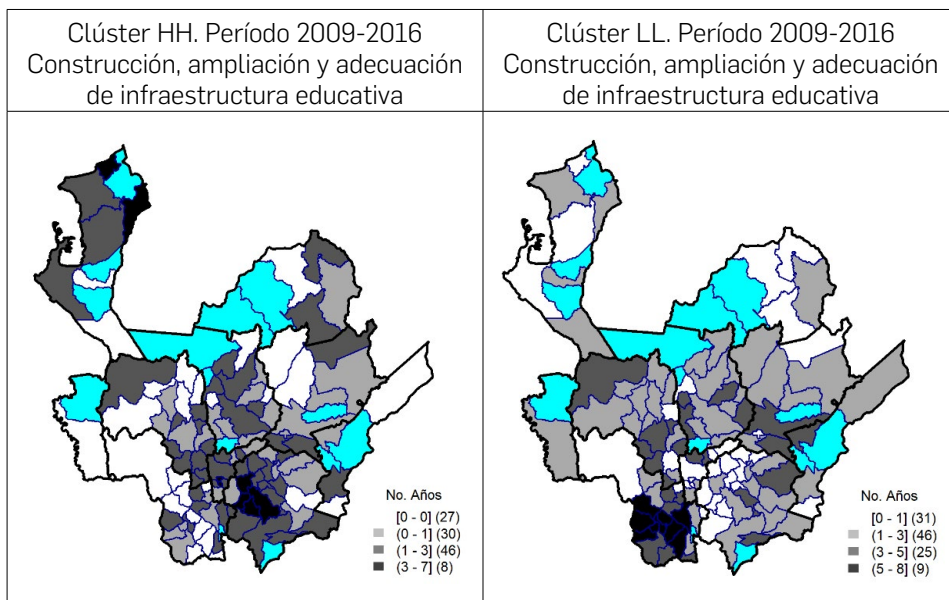 Clúster HH. Período 2009-2016
Construcción, ampliación y adecuación
de infraestructura educativa
Clúster LL. Período 2009-2016
Construcción, ampliación y adecuación
de infraestructura educativa
No. Años
[0 - 0] (27)
(0 - 1] (30)
(1 - 3] (46)
(3 - 7] (8)
No. Años
[0 - 1] (31)
(1 - 3] (46)
(3 - 5] (25)
(5 - 8] (9)